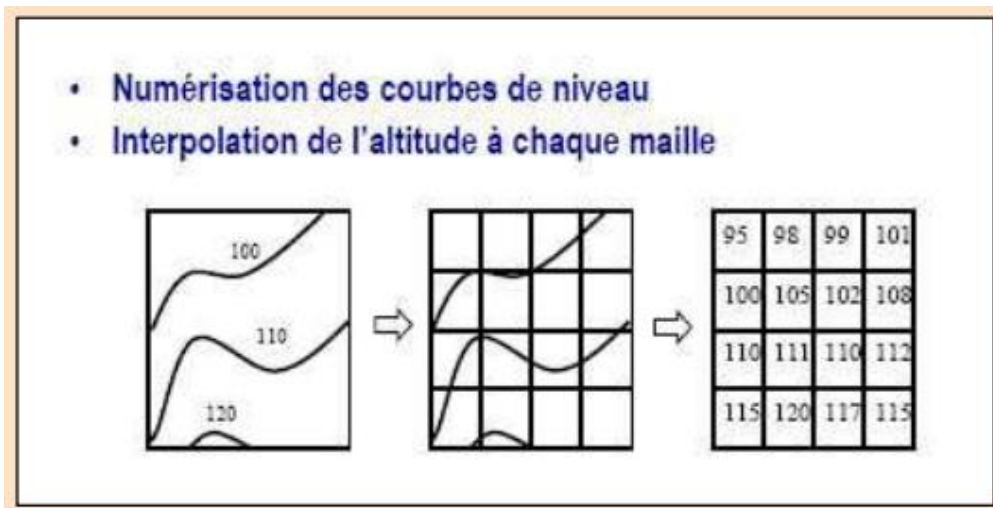 • Numérisation des courbes de niveau
• Interpolation de l'altitude à chaque maille
100
110
120
95 98 99 101
100 105 102 108
110 111 110 112
115 120 117 115